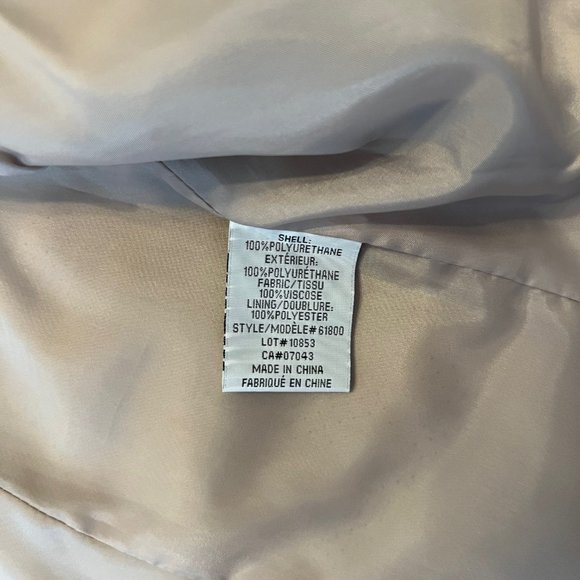 SHELL:
100%POLYURETHANE
EXTÉRIEUR:
100%POLYURÉTHANE
FABRIC/TISSU
100%VISCOSE
LINING/DOUBLURE:
100%POLYESTER
STYLE/MODÈLE#61800
LOT#10853
CA#07043
MADE IN CHINA
FABRIQUÉ EN CHINE